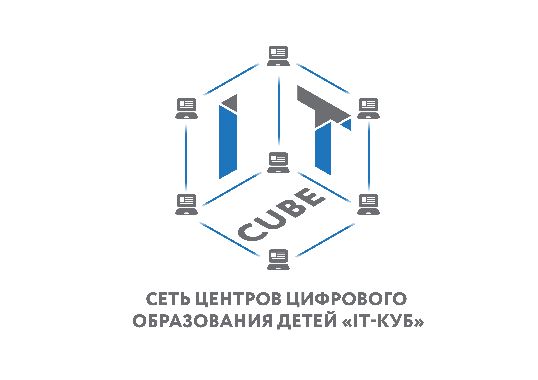 IT
CUBE
СЕТЬ ЦЕНТРОВ ЦИФРОВОГО
ОБРАЗОВАНИЯ ДЕТЕЙ «IT-КУБ»